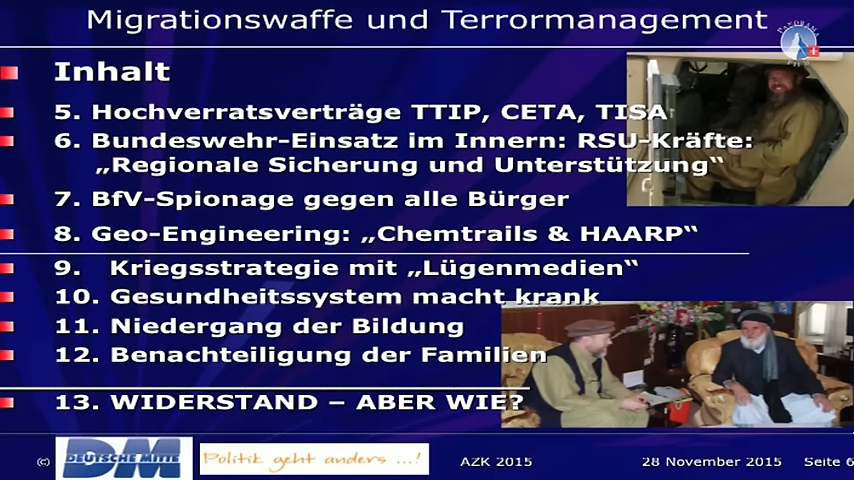 Migrationswaffe und Terrormanagement
PANORAMA
Inhalt
5. Hochverratsverträge TTIP, CETA, TISA
6. Bundeswehr-Einsatz im Innern: RSU-Kräfte:
„Regionale Sicherung und Unterstützung“
7. BfV-Spionage gegen alle Bürger
8. Geo-Engineering: „Chemtrails & HAARP“
9. Kriegsstrategie mit „Lügenmedien“
10. Gesundheitssystem macht krank
11. Niedergang der Bildung
12. Benachteiligung der Familien
13. WIDERSTAND – ABER WIE?
© DM DEUTSCHE MITTE Politik geht anders ...! AZK 2015 28 November 2015 Seite 6